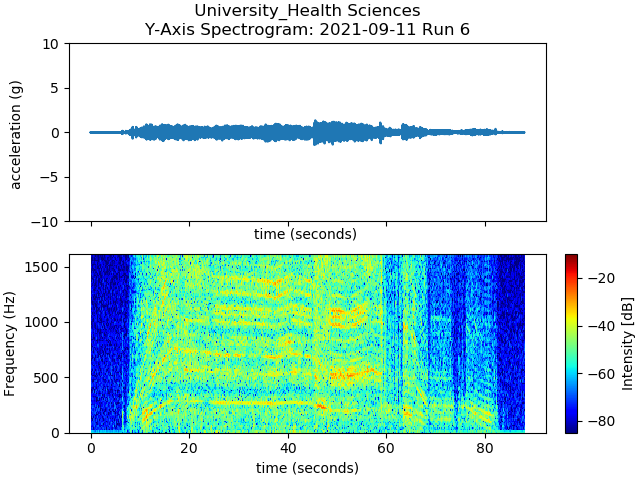 University_Health Sciences
Y-Axis Spectrogram: 2021-09-11 Run 6
10
5
0
−5
−10
acceleration (g)
time (seconds)
1500
1000
500
0
Frequency (Hz)
0 20 40 60 80
time (seconds)
−20
−40
−60
−80
Intensity [dB]